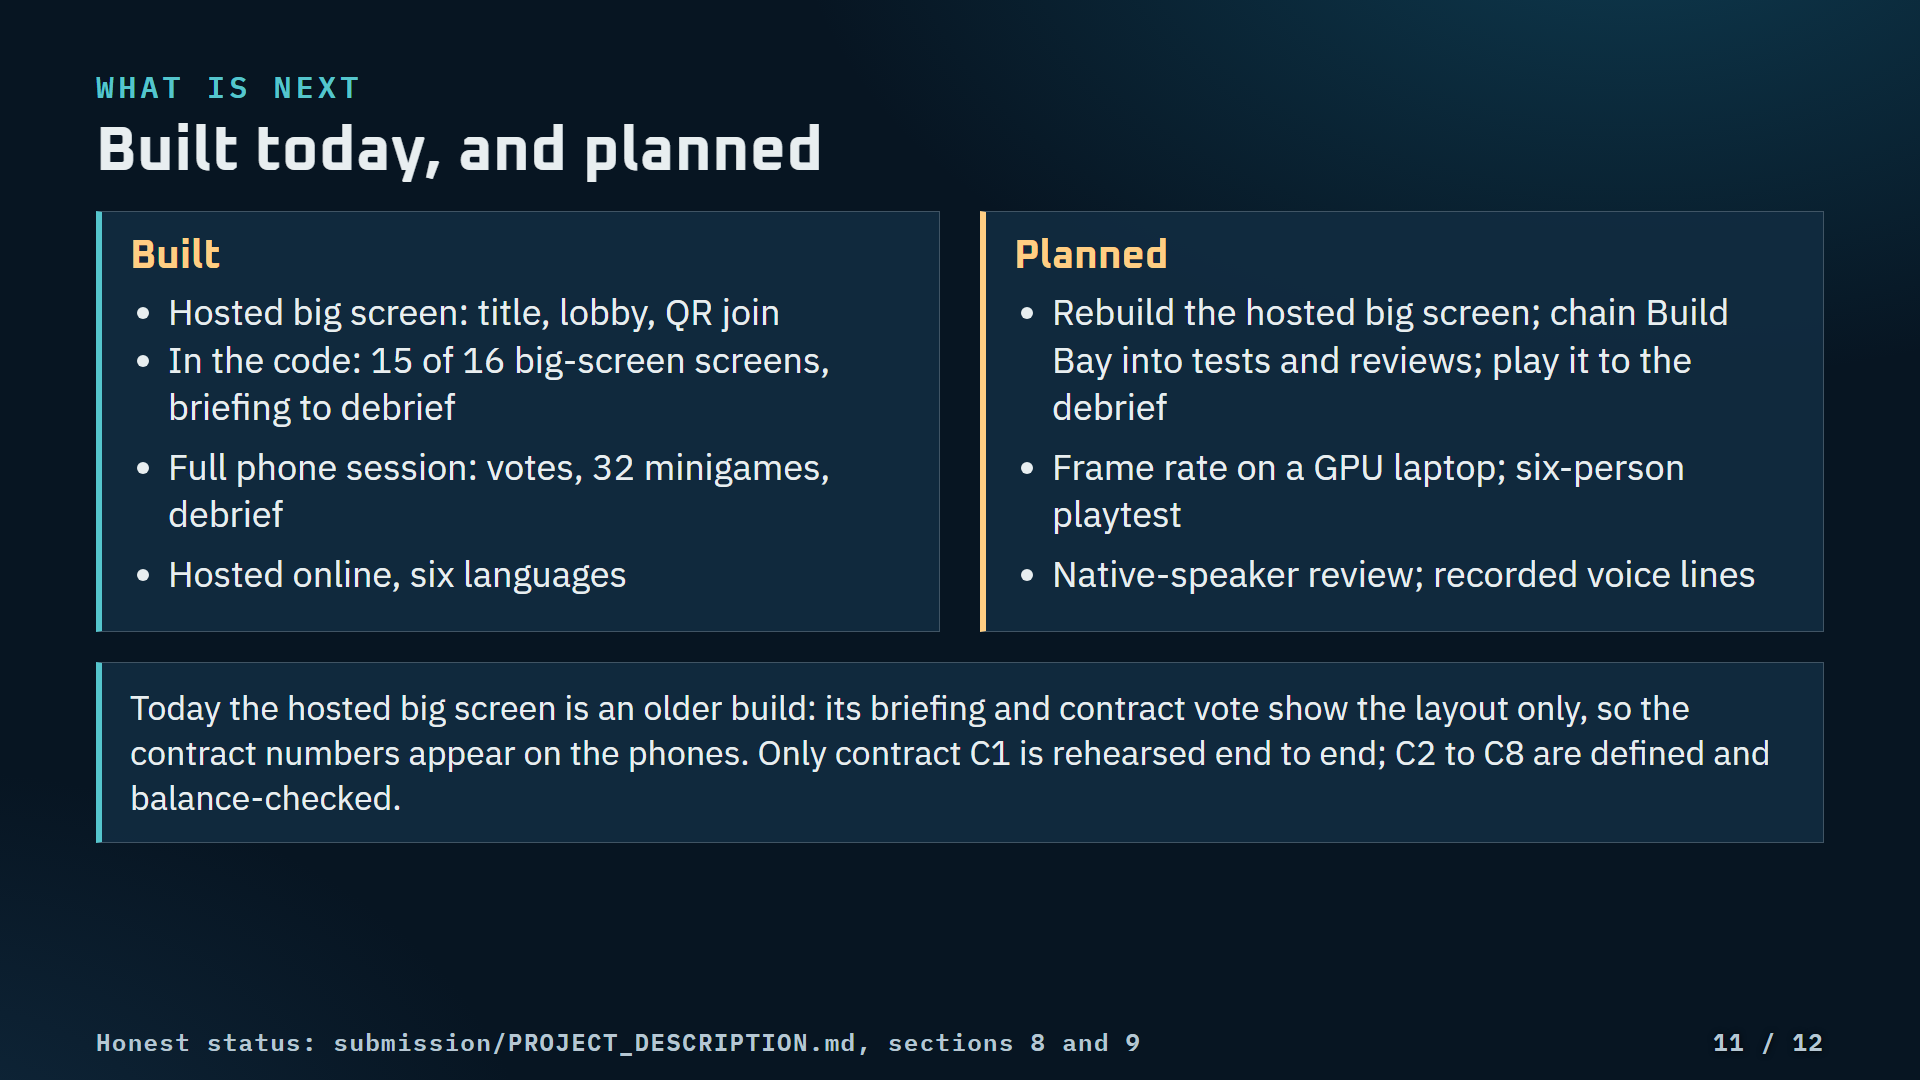 WHAT IS NEXT
Built today, and planned
Built
• Hosted big screen: title, lobby, QR join
• In the code: 15 of 16 big-screen screens,
briefing to debrief
• Full phone session: votes, 32 minigames,
debrief
• Hosted online, six languages
Planned
• Rebuild the hosted big screen; chain Build
Bay into tests and reviews; play it to the
debrief
• Frame rate on a GPU laptop; six-person
playtest
• Native-speaker review; recorded voice lines
Today the hosted big screen is an older build: its briefing and contract vote show the layout only, so the
contract numbers appear on the phones. Only contract C1 is rehearsed end to end; C2 to C8 are defined and
balance-checked.
Honest status: submission/PROJECT_DESCRIPTION.md, sections 8 and 9
11 / 12